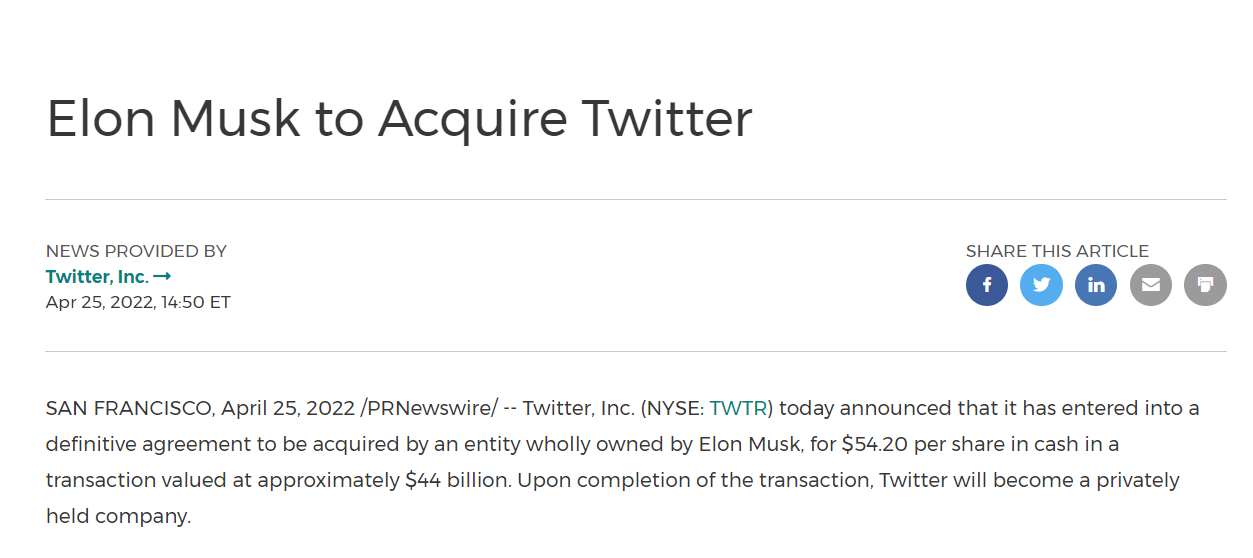 Elon Musk to Acquire Twitter
NEWS PROVIDED BY
Twitter, Inc. →
Apr 25, 2022, 14:50 ET
SHARE THIS ARTICLE
SAN FRANCISCO, April 25, 2022 /PRNewswire/ -- Twitter, Inc. (NYSE: TWTR) today announced that it has entered into a
definitive agreement to be acquired by an entity wholly owned by Elon Musk, for $54.20 per share in cash in a
transaction valued at approximately $44 billion. Upon completion of the transaction, Twitter will become a privately
held company.